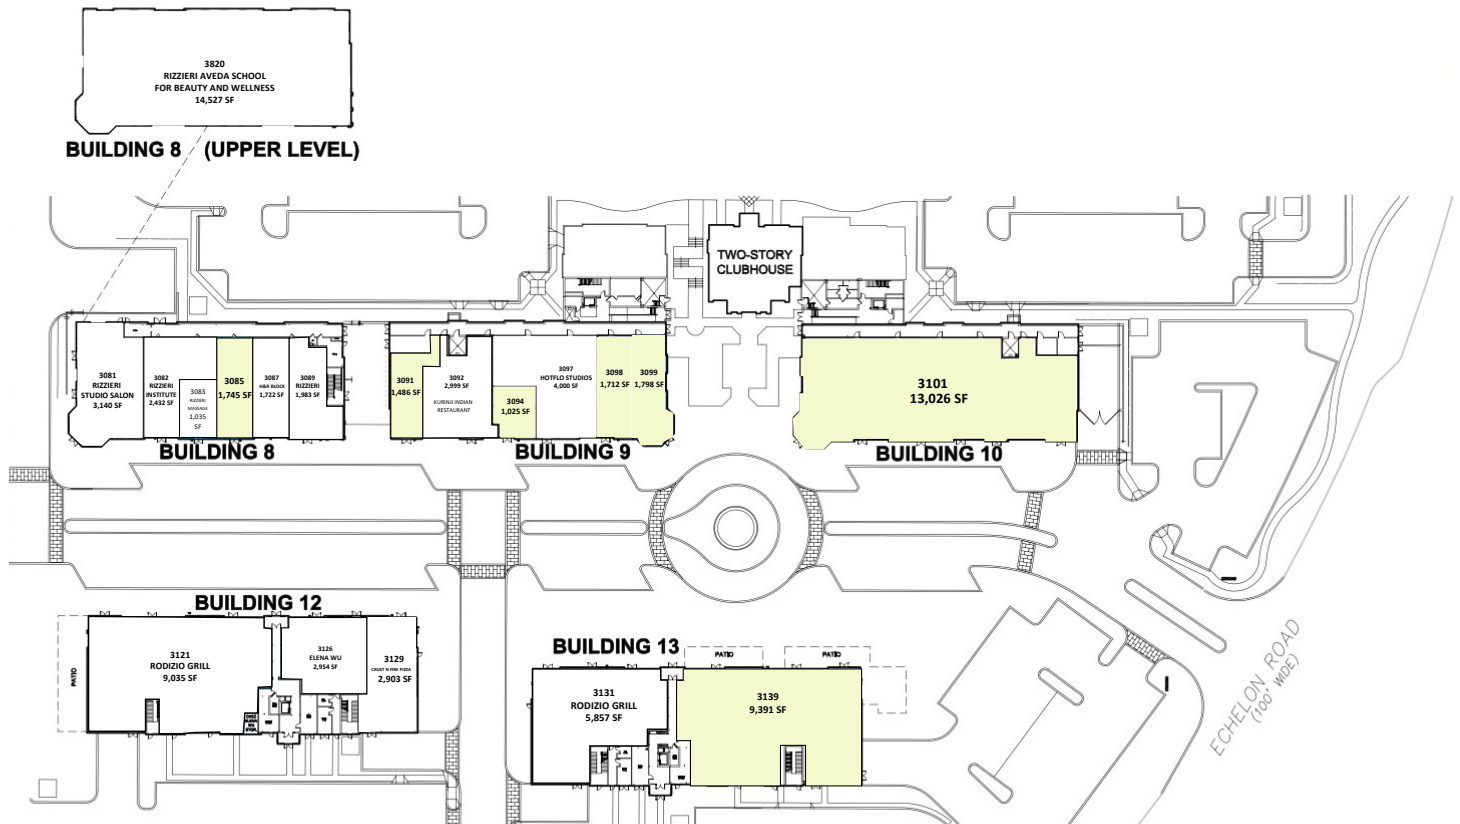 3820
RIZZIERI AVEDA SCHOOL
FOR BEAUTY AND WELLNESS
14,527 SF
BUILDING 8 (UPPER LEVEL)
TWO-STORY
CLUBHOUSE
3081
RIZZIERI
STUDIO SALON
3,140 SF
3082
RIZZIERI
INSTITUTE
2,432 SF
3083
RIZZIERI
MASSAGE
1,035
SF
3085
1,745 SF
3087
H&R BLOCK
1,722 SF
3089
RIZZIERI
1,983 SF
BUILDING 8
3091
1,486 SF
3092
2,999 SF
KURINJI INDIAN
RESTAURANT
3094
1,025 SF
3097
HOTFLO STUDIOS
4,000 SF
3098
1,712 SF
3099
1,798 SF
BUILDING 9
3101
13,026 SF
BUILDING 10
BUILDING 12
PATIO
3121
RODIZIO GRILL
9,035 SF
3126
ELENA WU
2,954 SF
3129
CRUST N FIRE PIZZA
2,903 SF
BUILDING 13
PATIO
PATIO
3131
RODIZIO GRILL
5,857 SF
3139
9,391 SF
ECHELON ROAD
(100' WIDE)